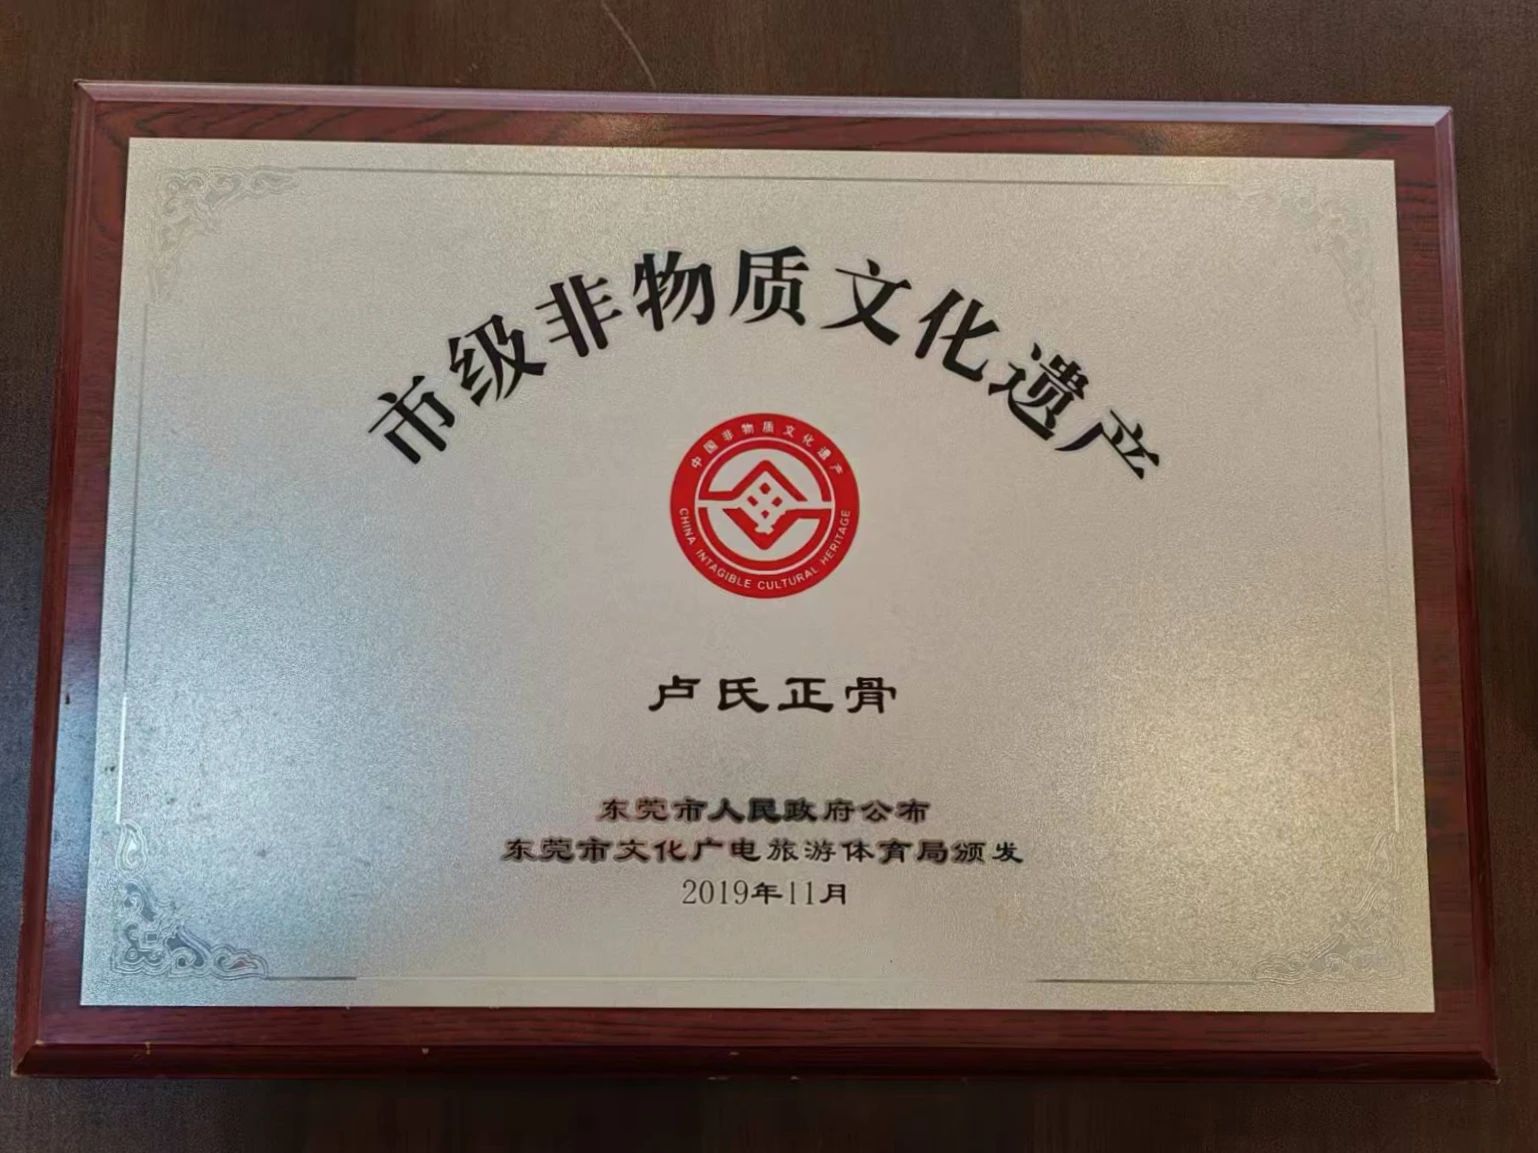 市级非物质文化遗产
中国非物质文化遗产
CHINA INTAGIBLE CULTURAL HERITAGE
卢氏正骨
东莞市人民政府公布
东莞市文化广电旅游体育局颁发
2019年11月